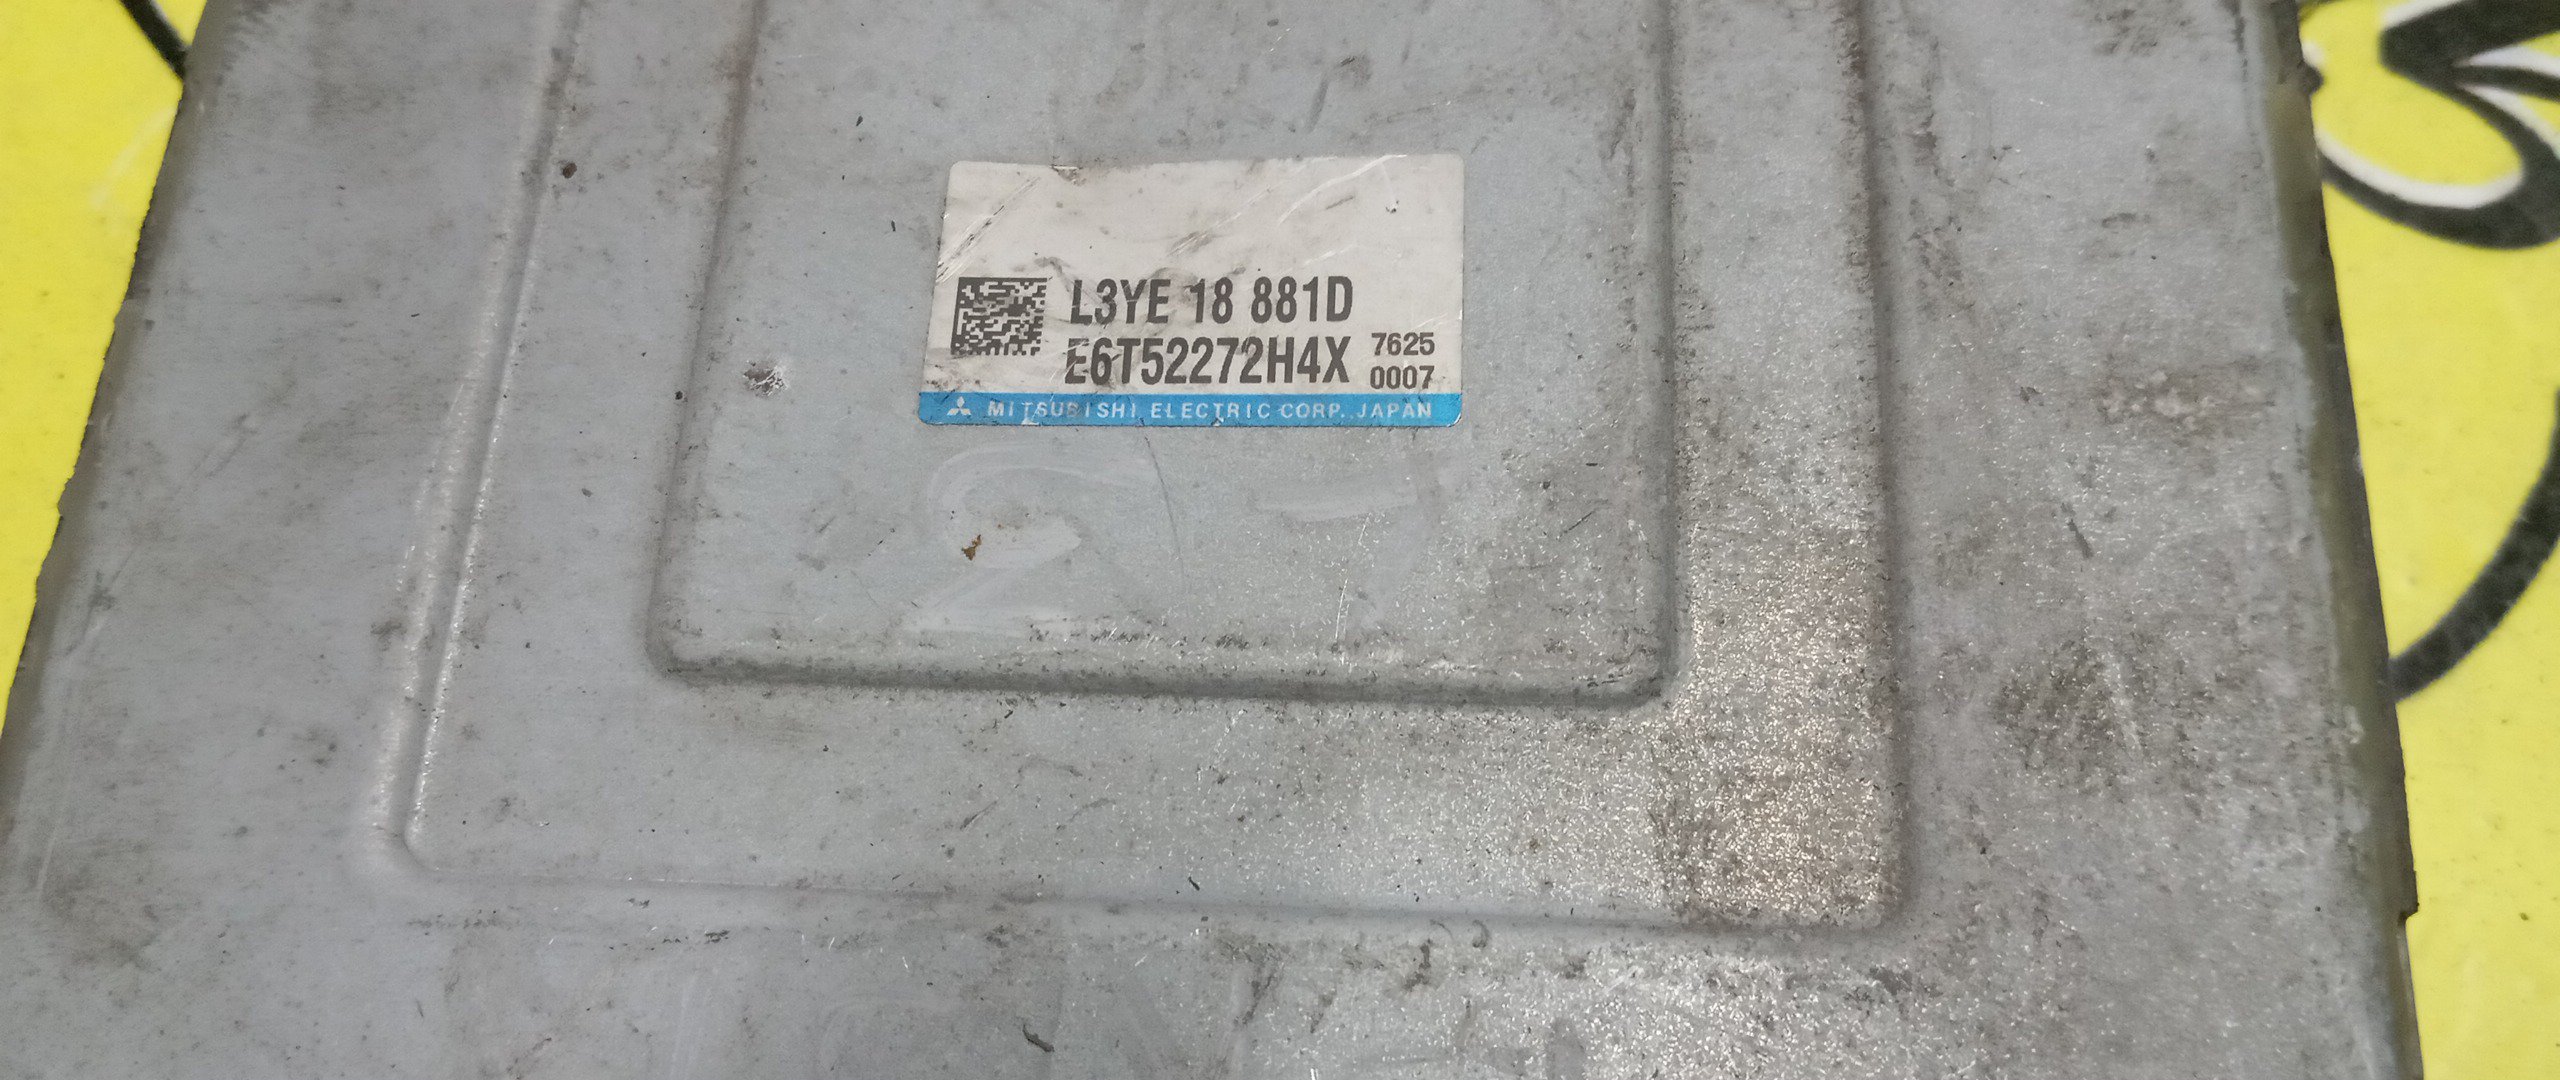 L3YE 18 881D
E6T52272H4X 7625
0007
MITSUBISHI ELECTRIC CORP. JAPAN